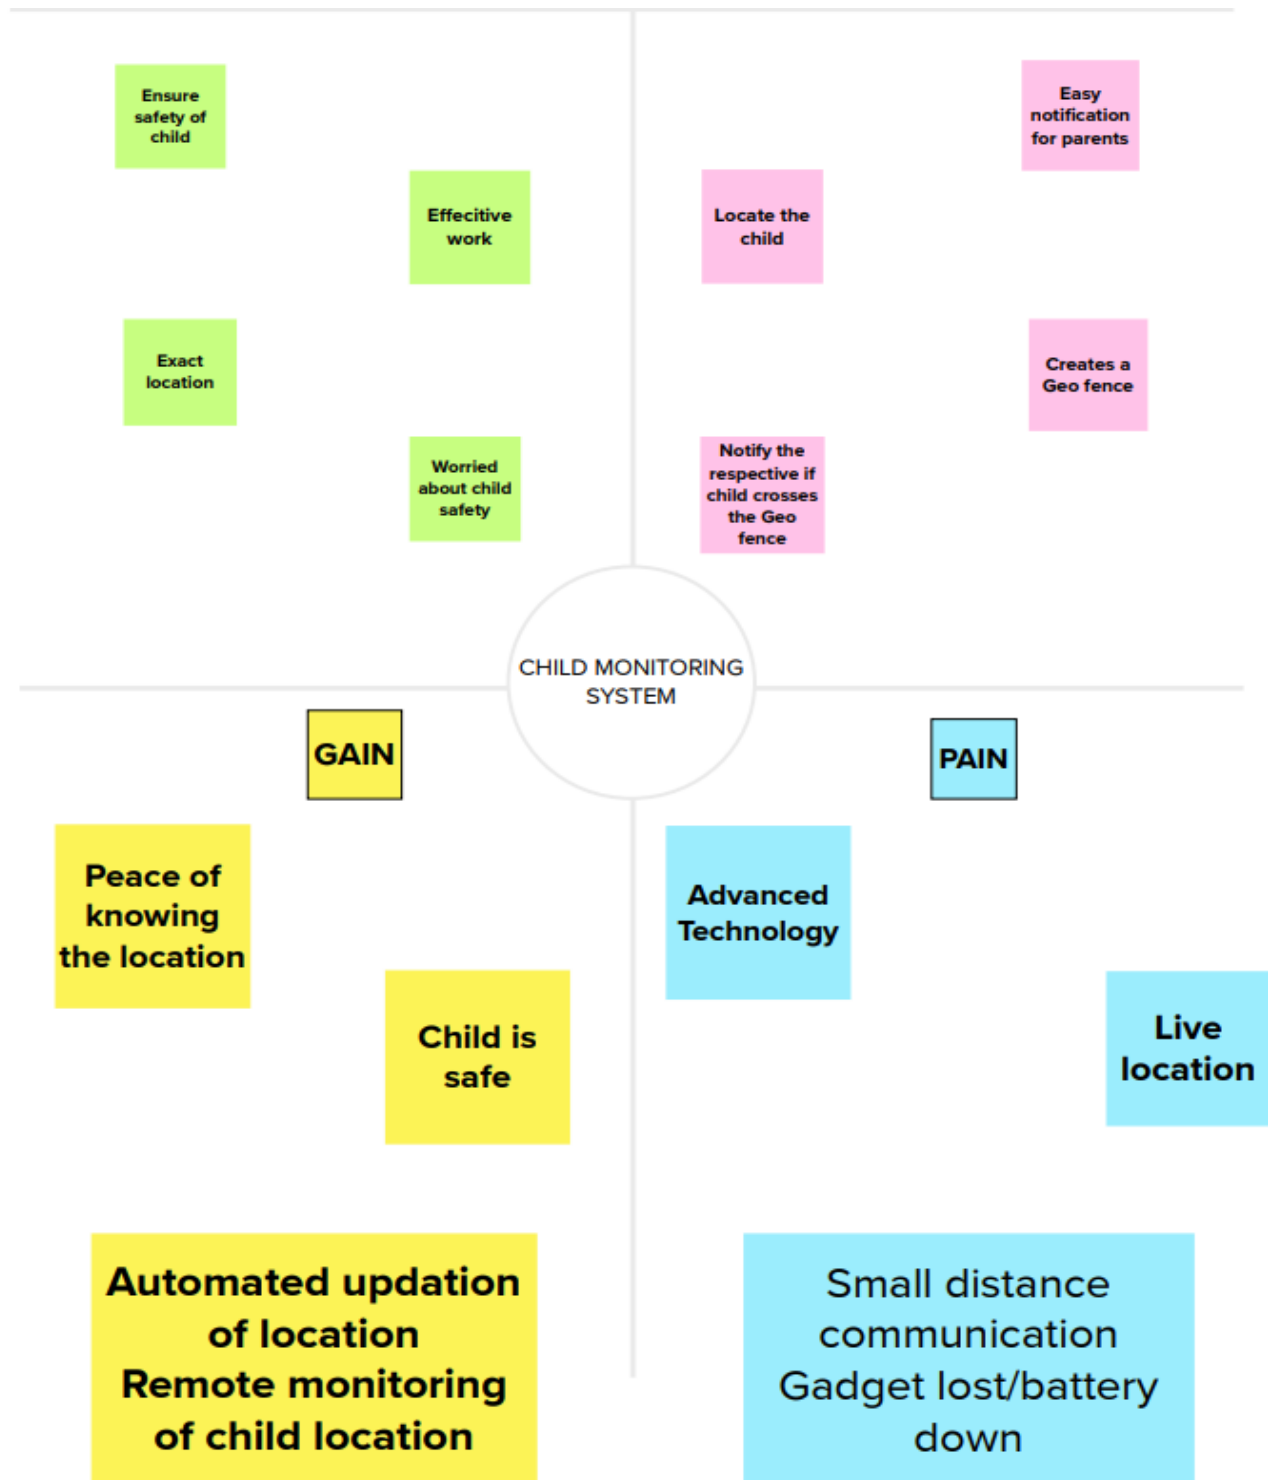 Ensure
safety of
child
Effecitive
work
Exact
location
Worried
about child
safety
Easy
notification
for parents
Locate the
child
Creates a
Geo fence
Notify the
respective if
child crosses
the Geo
fence
CHILD MONITORING
SYSTEM
GAIN
Peace of
knowing
the location
Child is
safe
Automated updation
of location
Remote monitoring
of child location
PAIN
Advanced
Technology
Live
location
Small distance
communication
Gadget lost/battery
down